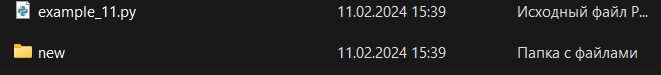 example_11.py 11.02.2024 15:39 Исходный файл P...
new 11.02.2024 15:39 Папка с файлами